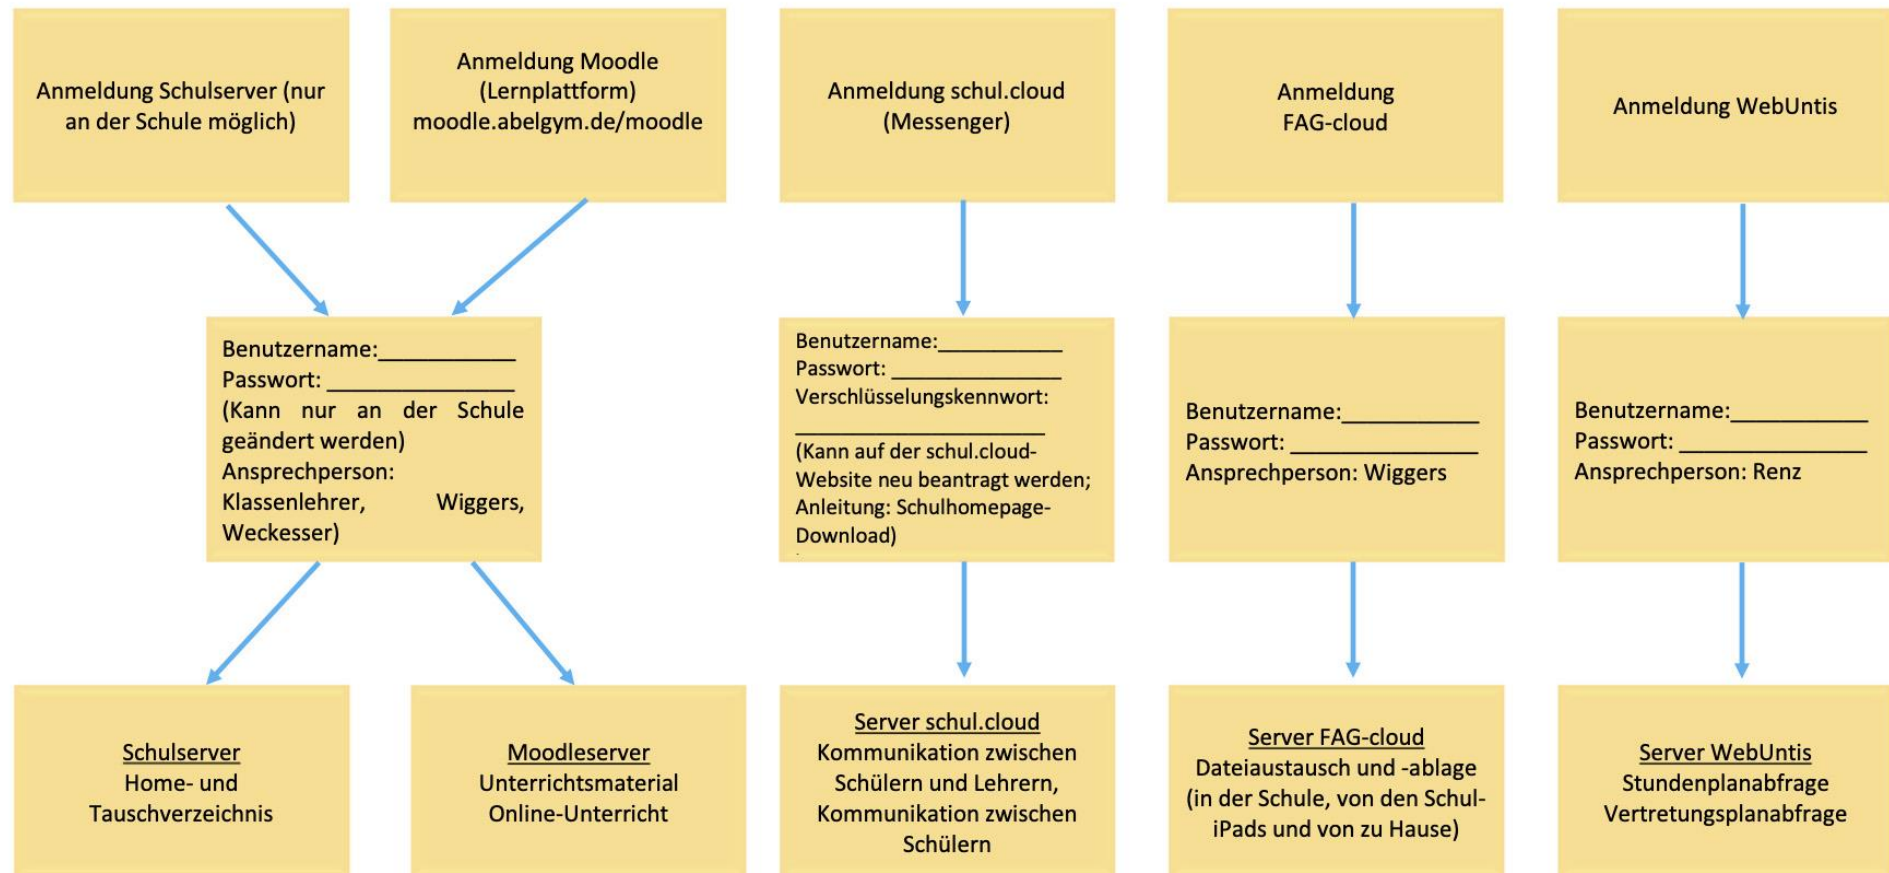 Anmeldung Schulserver (nur
an der Schule möglich)
Anmeldung Moodle
(Lernplattform)
moodle.abelgym.de/moodle
Anmeldung schul.cloud
(Messenger)
Anmeldung
FAG-cloud
Anmeldung WebUntis
Benutzername:___________
Passwort: _______________
(Kann nur an der Schule
geändert werden)
Ansprechperson:
Klassenlehrer, Wiggers,
Weckesser)
Benutzername:___________
Passwort: _______________
Verschlüsselungskennwort:
______________________
(Kann auf der schul.cloud-
Website neu beantragt werden;
Anleitung: Schulhomepage-
Download)
Benutzername:___________
Passwort: _______________
Ansprechperson: Wiggers
Benutzername:___________
Passwort: _______________
Ansprechperson: Renz
Schulserver
Home- und
Tauschverzeichnis
Moodleserver
Unterrichtsmaterial
Online-Unterricht
Server schul.cloud
Kommunikation zwischen
Schülern und Lehrern,
Kommunikation zwischen
Schülern
Server FAG-cloud
Dateiaustausch und -ablage
(in der Schule, von den Schul-
iPads und von zu Hause)
Server WebUntis
Stundenplanabfrage
Vertretungsplanabfrage